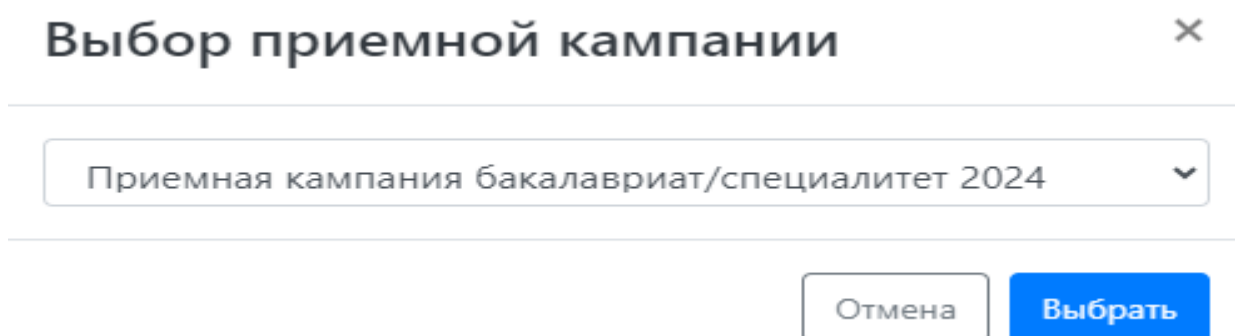 Выбор приемной кампании
Приемная кампания бакалавриат/специалитет 2024
Отмена Выбрать